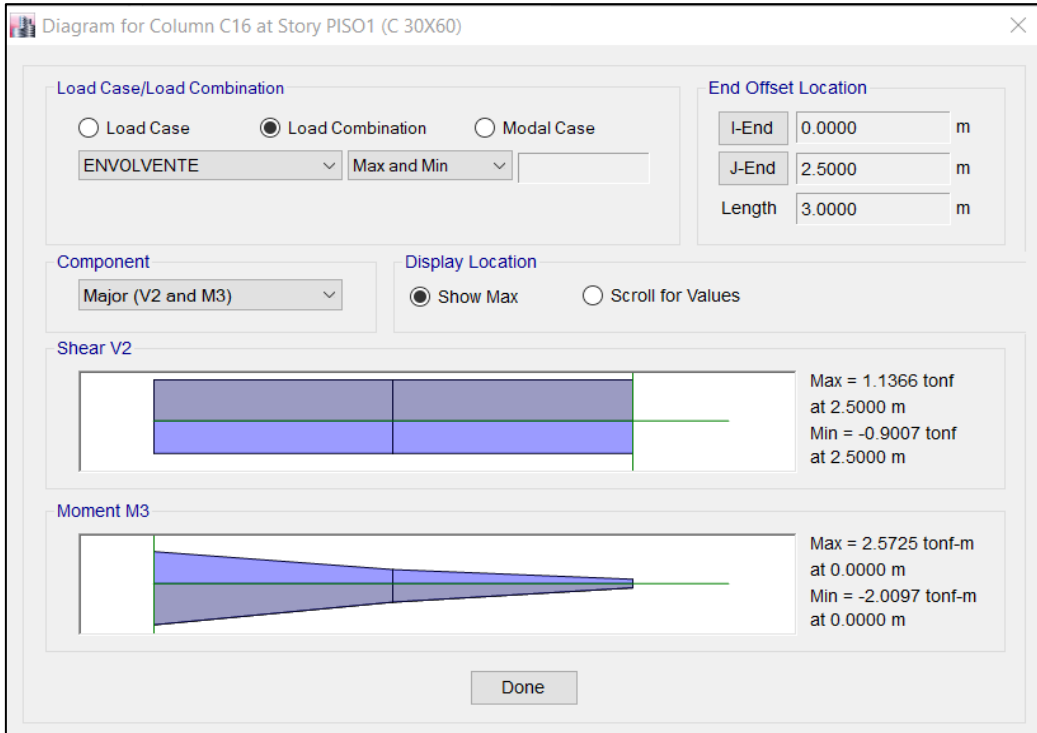 Diagram for Column C16 at Story PISO1 (C 30X60)
Load Case/Load Combination
Load Case Load Combination Modal Case
ENVOLVENTE Max and Min
End Offset Location
I-End 0.0000 m
J-End 2.5000 m
Length 3.0000 m
Component
Major (V2 and M3)
Display Location
Show Max Scroll for Values
Shear V2
Max = 1.1366 tonf
at 2.5000 m
Min = -0.9007 tonf
at 2.5000 m
Moment M3
Max = 2.5725 tonf-m
at 0.0000 m
Min = -2.0097 tonf-m
at 0.0000 m
Done